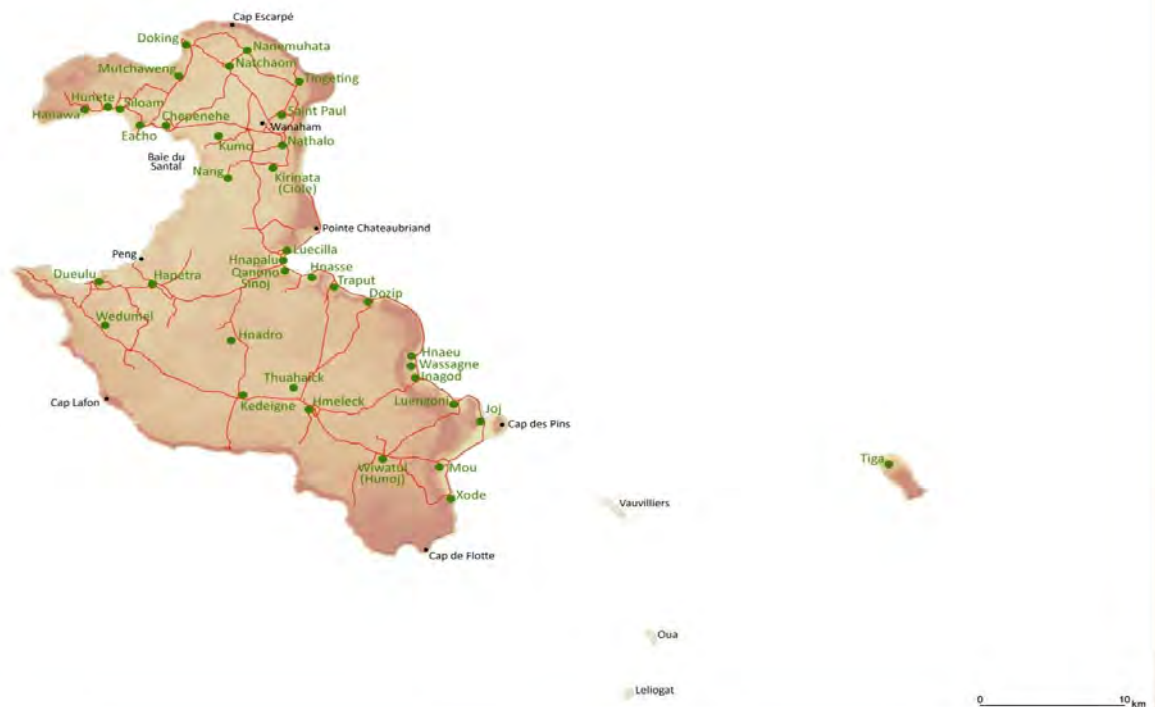 Cap Escarpé
Doking
Nanemuhata
Natchaom
Mutchaweng
Tingeting
Hunete
Siloam
Hanawa
Chepenehe
Saint Paul
Wanaham
Eacho
Kumo
Nathalo
Baie du
Santal
Nang
Kirinata
(Ciole)
Pointe Chateaubriand
Luecilla
Peng
Hnapalu
Qanono
Sinoj
Hnasse
Dueulu
Hapetra
Traput
Dozip
Wedumel
Hnadro
Hnaeu
Wassagne
Inagod
Thuahaïck
Cap Lafon
Kedeigne
Hmeleck
Luengoni
Joj
Cap des Pins
Wiwatul
(Hunoj)
Mou
Tiga
Xode
Vauvilliers
Cap de Flotte
Oua
Leliogat
0 10 km